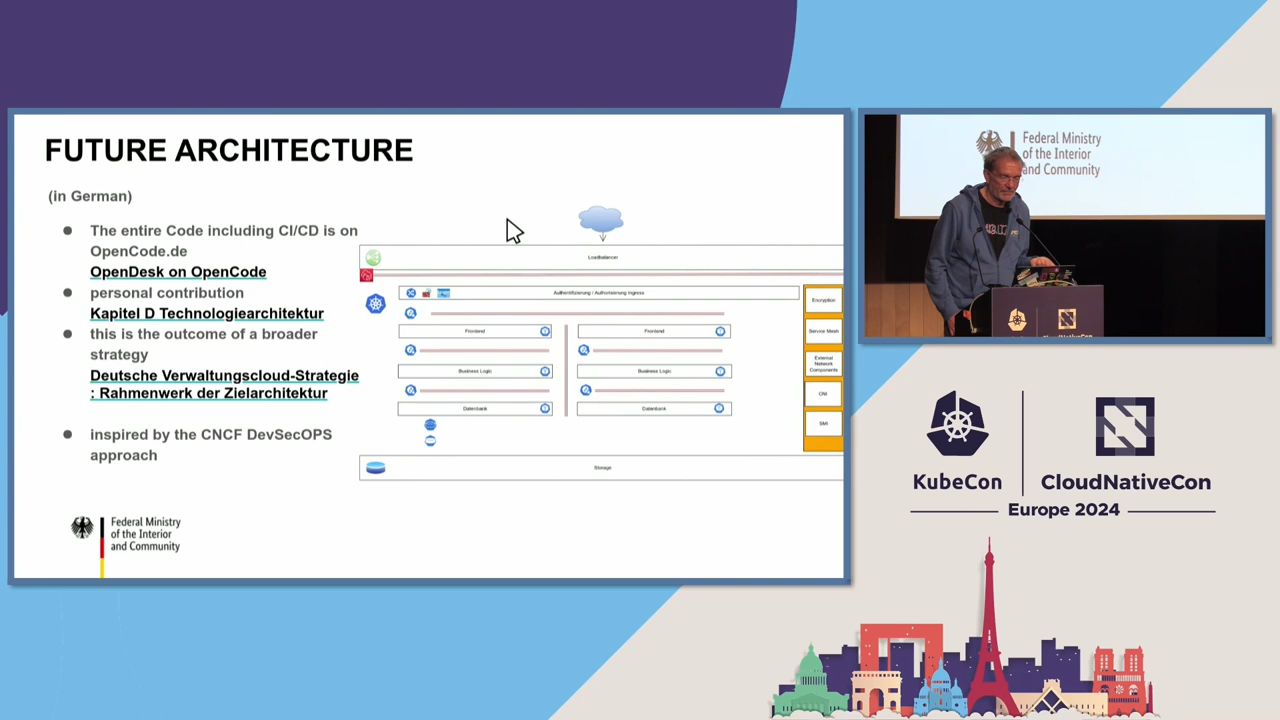 FUTURE ARCHITECTURE
(in German)
The entire Code including CI/CD is on
OpenCode.de
OpenDesk on OpenCode
personal contribution
Kapitel D Technologiearchitektur
this is the outcome of a broader
strategy
Deutsche Verwaltungscloud-Strategie
: Rahmenwerk der Zielarchitektur
inspired by the CNCF DevSecOPS
approach
Federal Ministry
of the Interior
and Community
Loadbalancer
Authentifizierung / Authorisierung Ingress
Frontend
Frontend
Business Logic
Business Logic
Datenbank
Datenbank
Storage
Encryption
Service Mesh
External
Network
Components
CNI
SMI
Federal Ministry
of the Interior
and Community
KubeCon
CloudNativeCon
Europe 2024